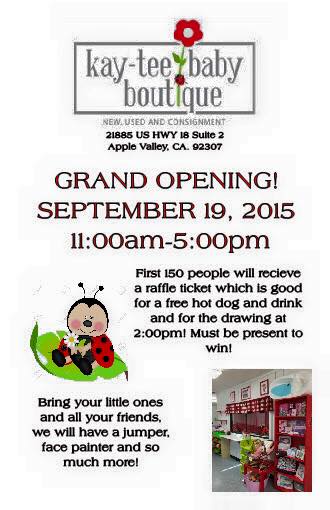 kay-tee baby
boutique
NEW, USED AND CONSIGNMENT
21885 US HWY 18 Suite 2
Apple Valley, CA. 92307
GRAND OPENING!
SEPTEMBER 19, 2015
11:00am-5:00pm
First 150 people will recieve
a raffle ticket which is good
for a free hot dog and drink
and for the drawing at
2:00pm! Must be present to
win!
Bring your little ones
and all your friends,
we will have a jumper,
face painter and so
much more!